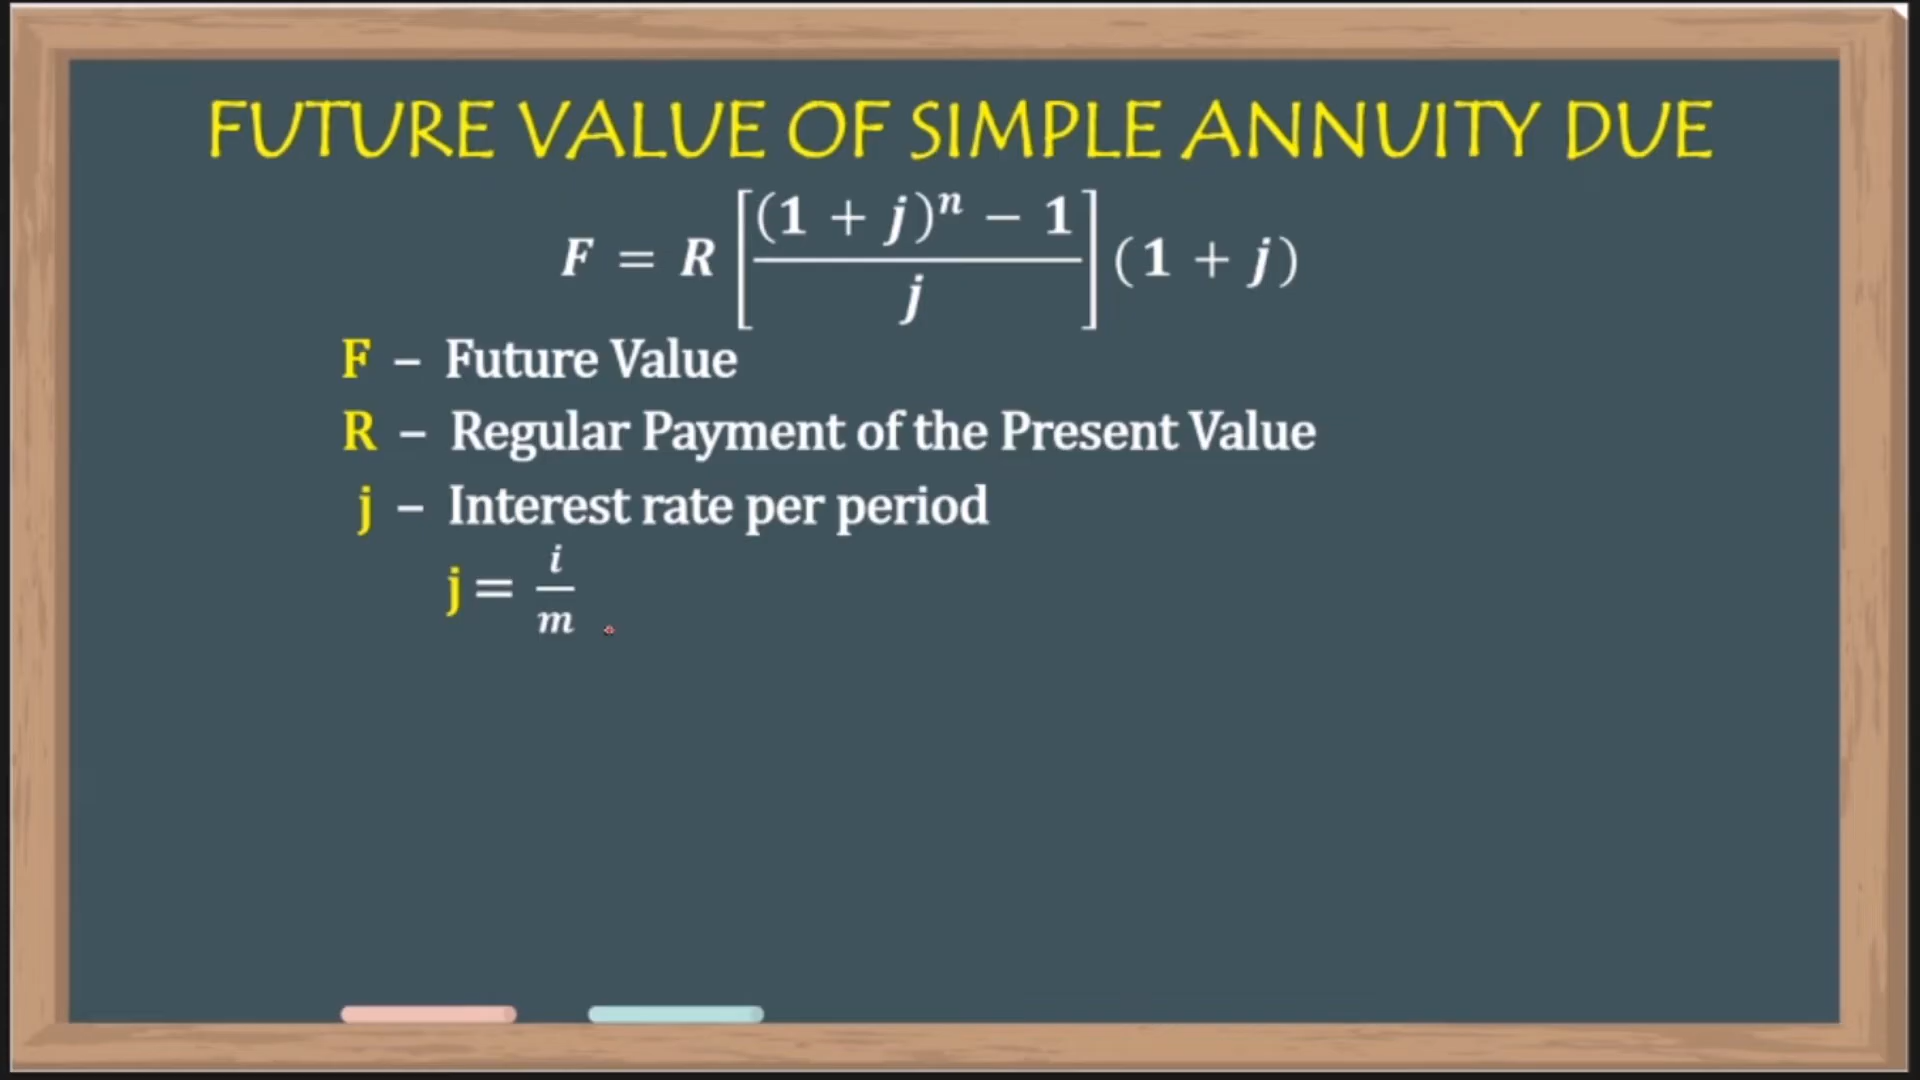 FUTURE VALUE OF SIMPLE ANNUITY DUE
F = R [((1 + j)^n − 1) / j] (1 + j)
F – Future Value
R – Regular Payment of the Present Value
j – Interest rate per period
j = i/m